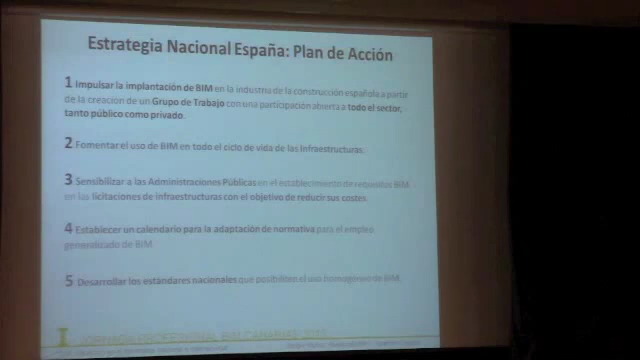 Estrategia Nacional España: Plan de Acción
1 Impulsar la implantación de BIM en la industria de la construcción española a partir
de la creación de un Grupo de Trabajo con una participación abierta a todo el sector,
tanto público como privado.
2 Fomentar el uso de BIM en todo el ciclo de vida de las Infraestructuras.
3 Sensibilizar a las Administraciones Públicas en el establecimiento de requisitos BIM
en las licitaciones de infraestructuras con el objetivo de reducir sus costes.
4 Establecer un calendario para la adaptación de normativa para el empleo
generalizado de BIM.
5 Desarrollar los estándares nacionales que posibiliten el uso homogéneo de BIM.
JORNADA PROFESIONAL BIM CANARIAS